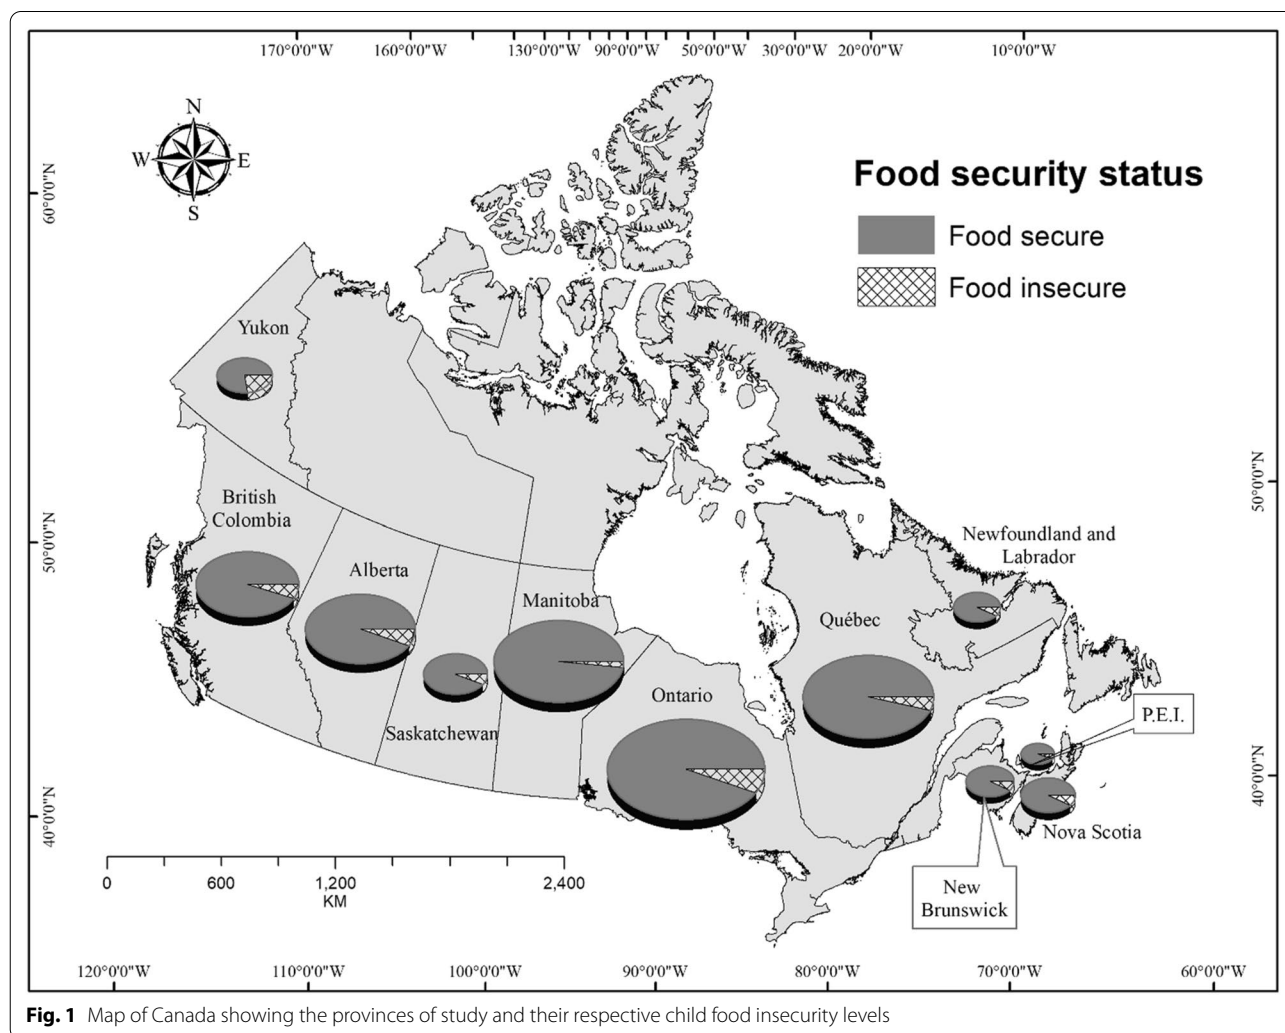 170°0'0"W 160°0'0"W 130°0'0"W 90°0'0"W 50°0'0"W 30°0'0"W 20°0'0"W 10°0'0"W
N
W E
S
60°0'0"N
Food security status
Food secure
Food insecure
Yukon
50°0'0"N
British
Colombia
50°0'0"N
Newfoundland and
Labrador
Alberta
Manitoba
Québec
Ontario
Saskatchewan
P.E.I.
40°0'0"N
40°0'0"N
Nova Scotia
New
Brunswick
0 600 1,200 2,400
KM
120°0'0"W 110°0'0"W 100°0'0"W 90°0'0"W 80°0'0"W 70°0'0"W 60°0'0"W
Fig. 1 Map of Canada showing the provinces of study and their respective child food insecurity levels